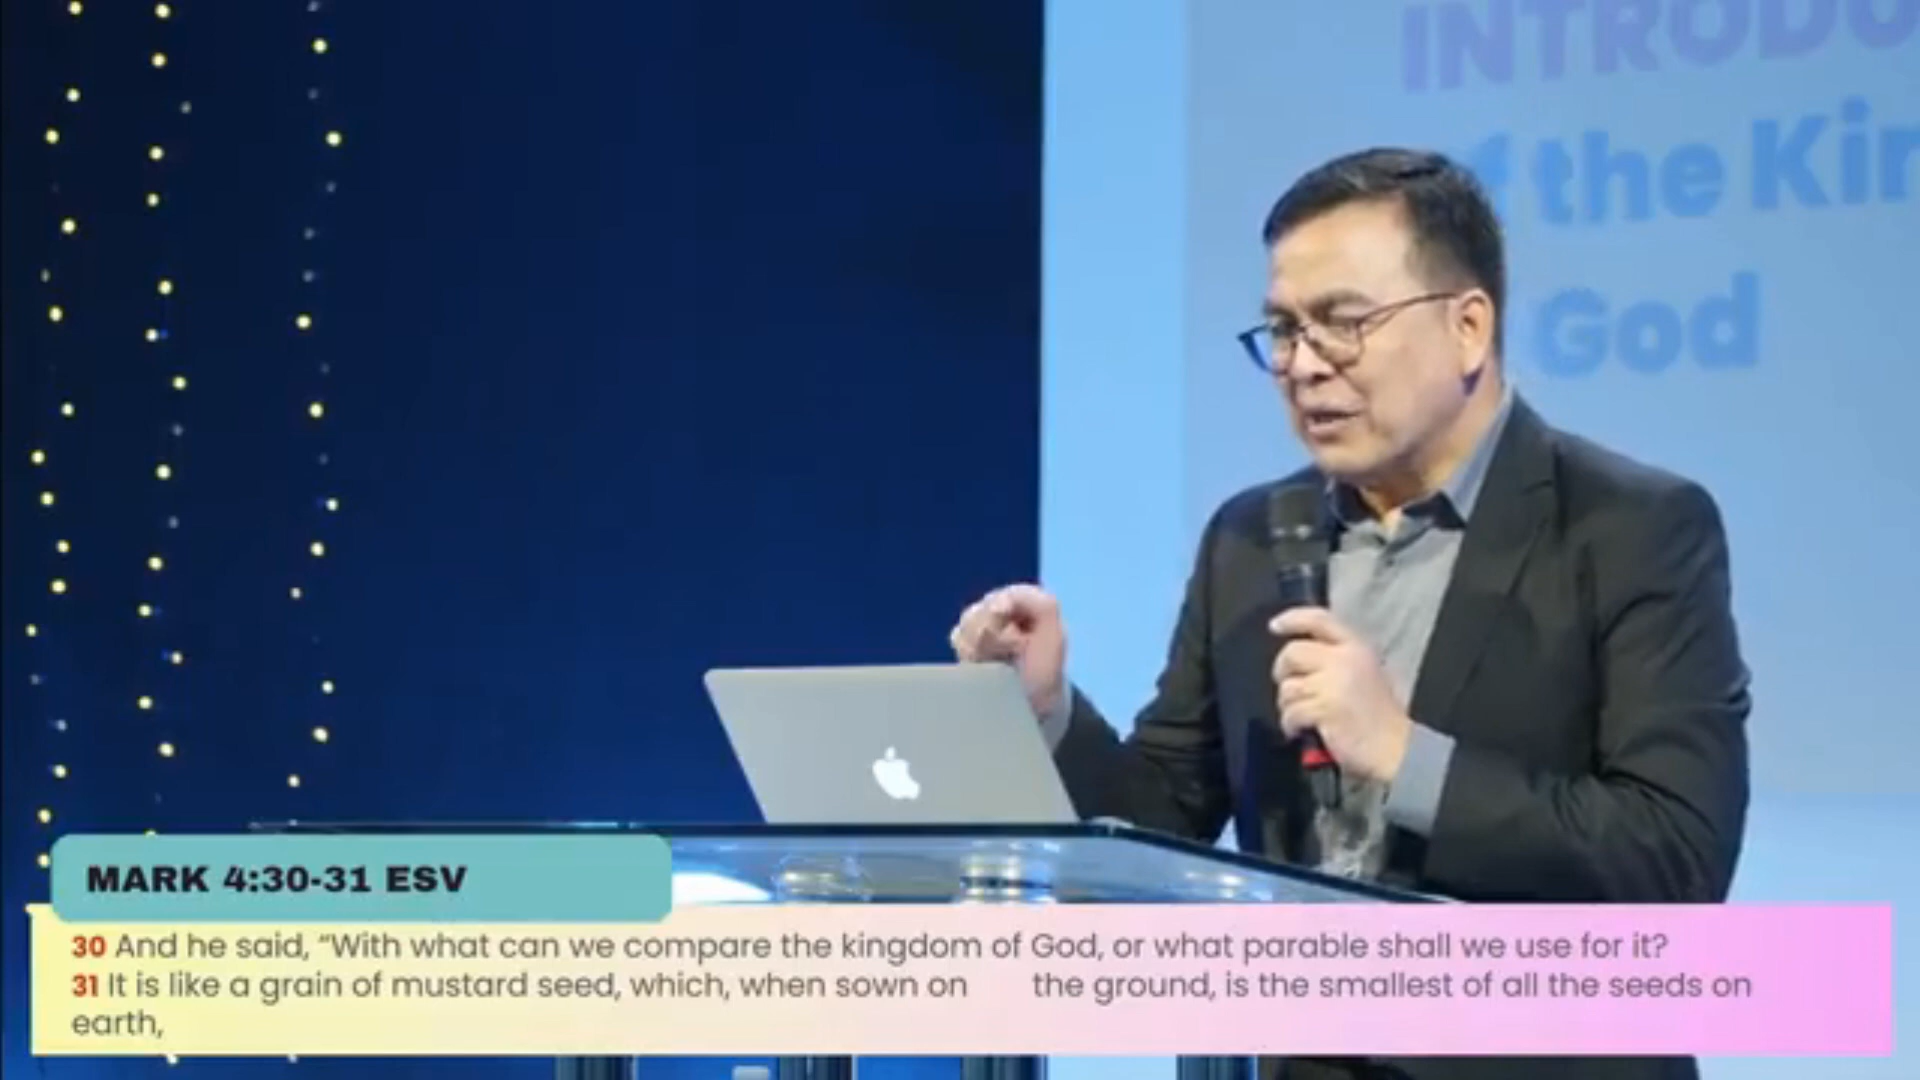 INTRODU
f the Kin
God
MARK 4:30-31 ESV
30 And he said, “With what can we compare the kingdom of God, or what parable shall we use for it?
31 It is like a grain of mustard seed, which, when sown on the ground, is the smallest of all the seeds on
earth,